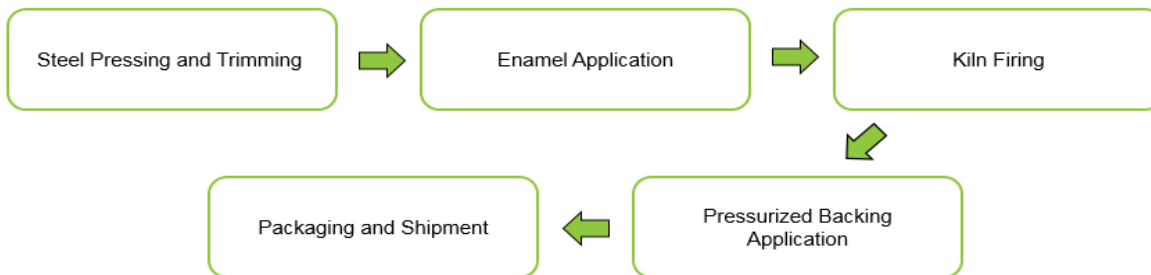 Steel Pressing and Trimming
Enamel Application
Kiln Firing
Pressurized Backing
Application
Packaging and Shipment